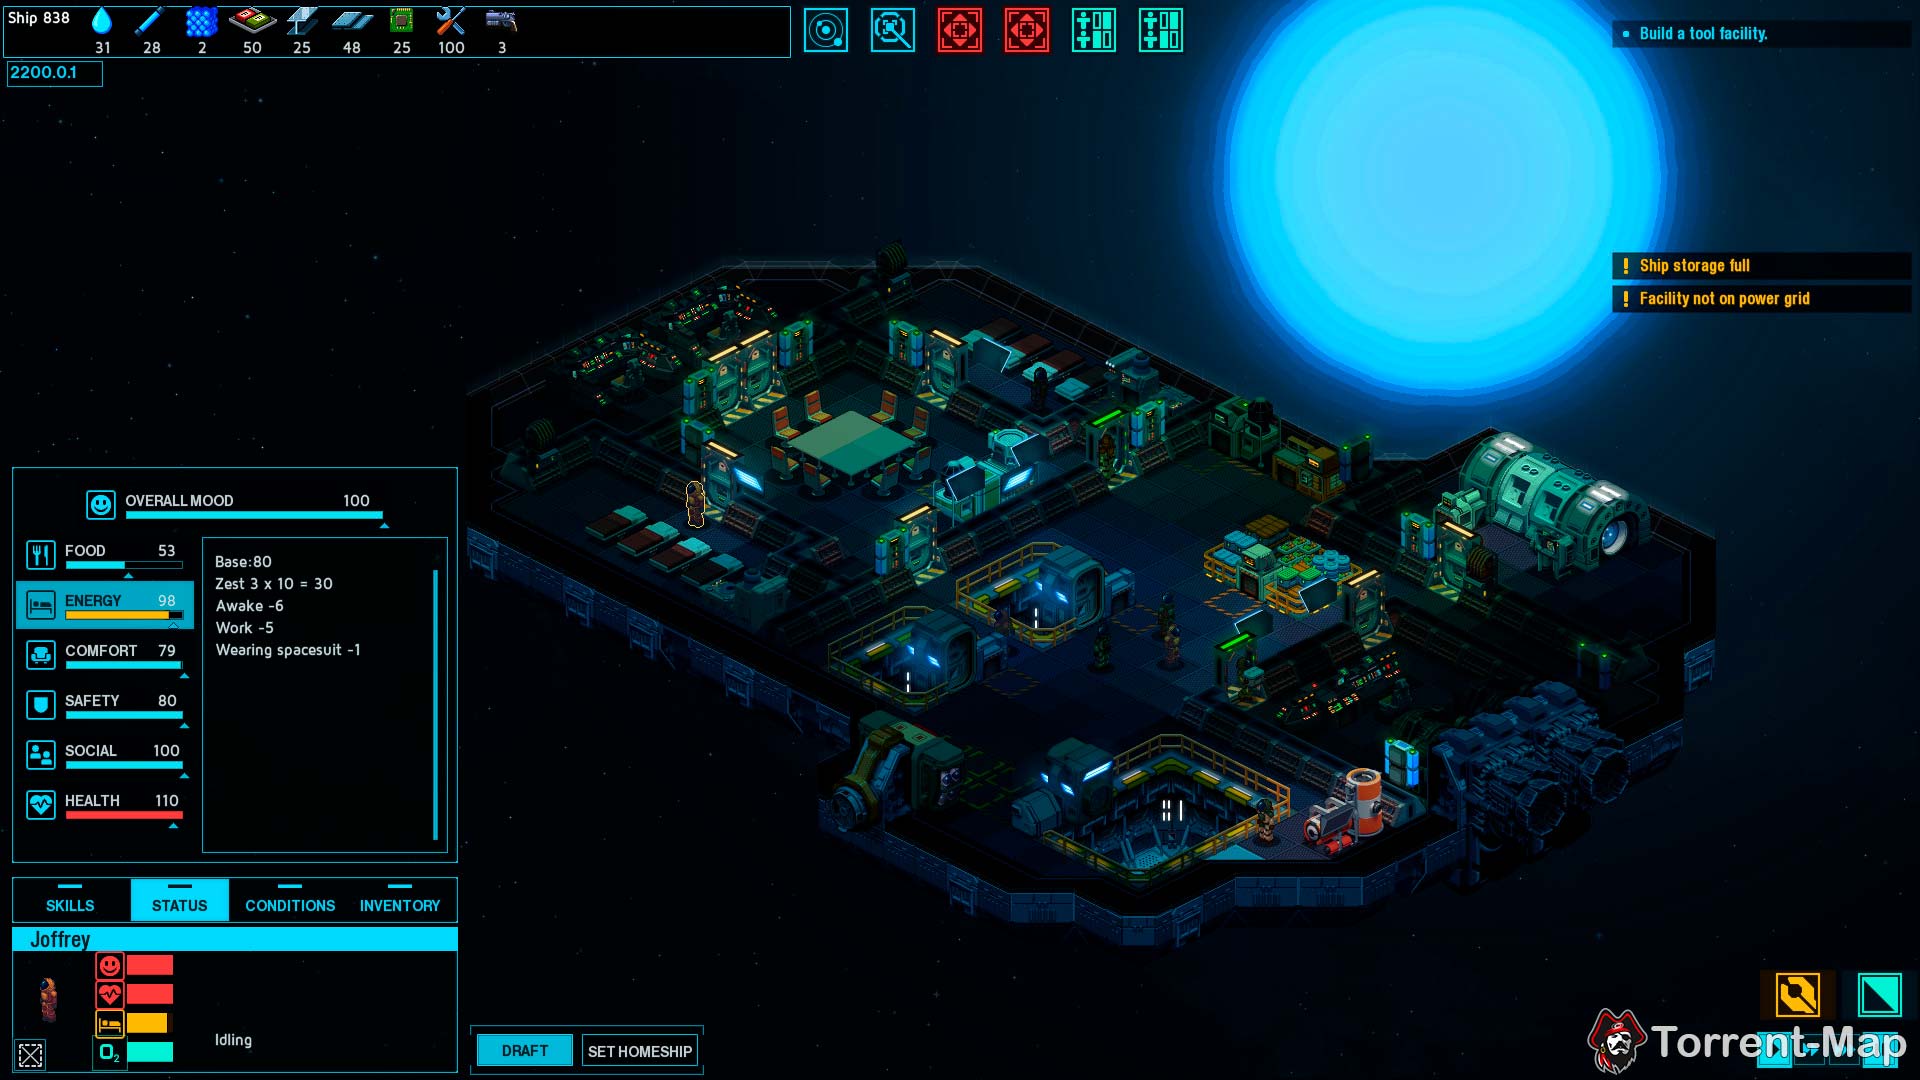 Ship 838
31 28 2 50 25 48 25 100 3
2200.0.1
Build a tool facility.
! Ship storage full
! Facility not on power grid
OVERALL MOOD 100
FOOD 53
ENERGY 98
COMFORT 79
SAFETY 80
SOCIAL 100
HEALTH 110
Base:80
Zest 3 x 10 = 30
Awake -6
Work -5
Wearing spacesuit -1
SKILLS STATUS CONDITIONS INVENTORY
Joffrey
O2
Idling
DRAFT SET HOMESHIP
Torrent-Map